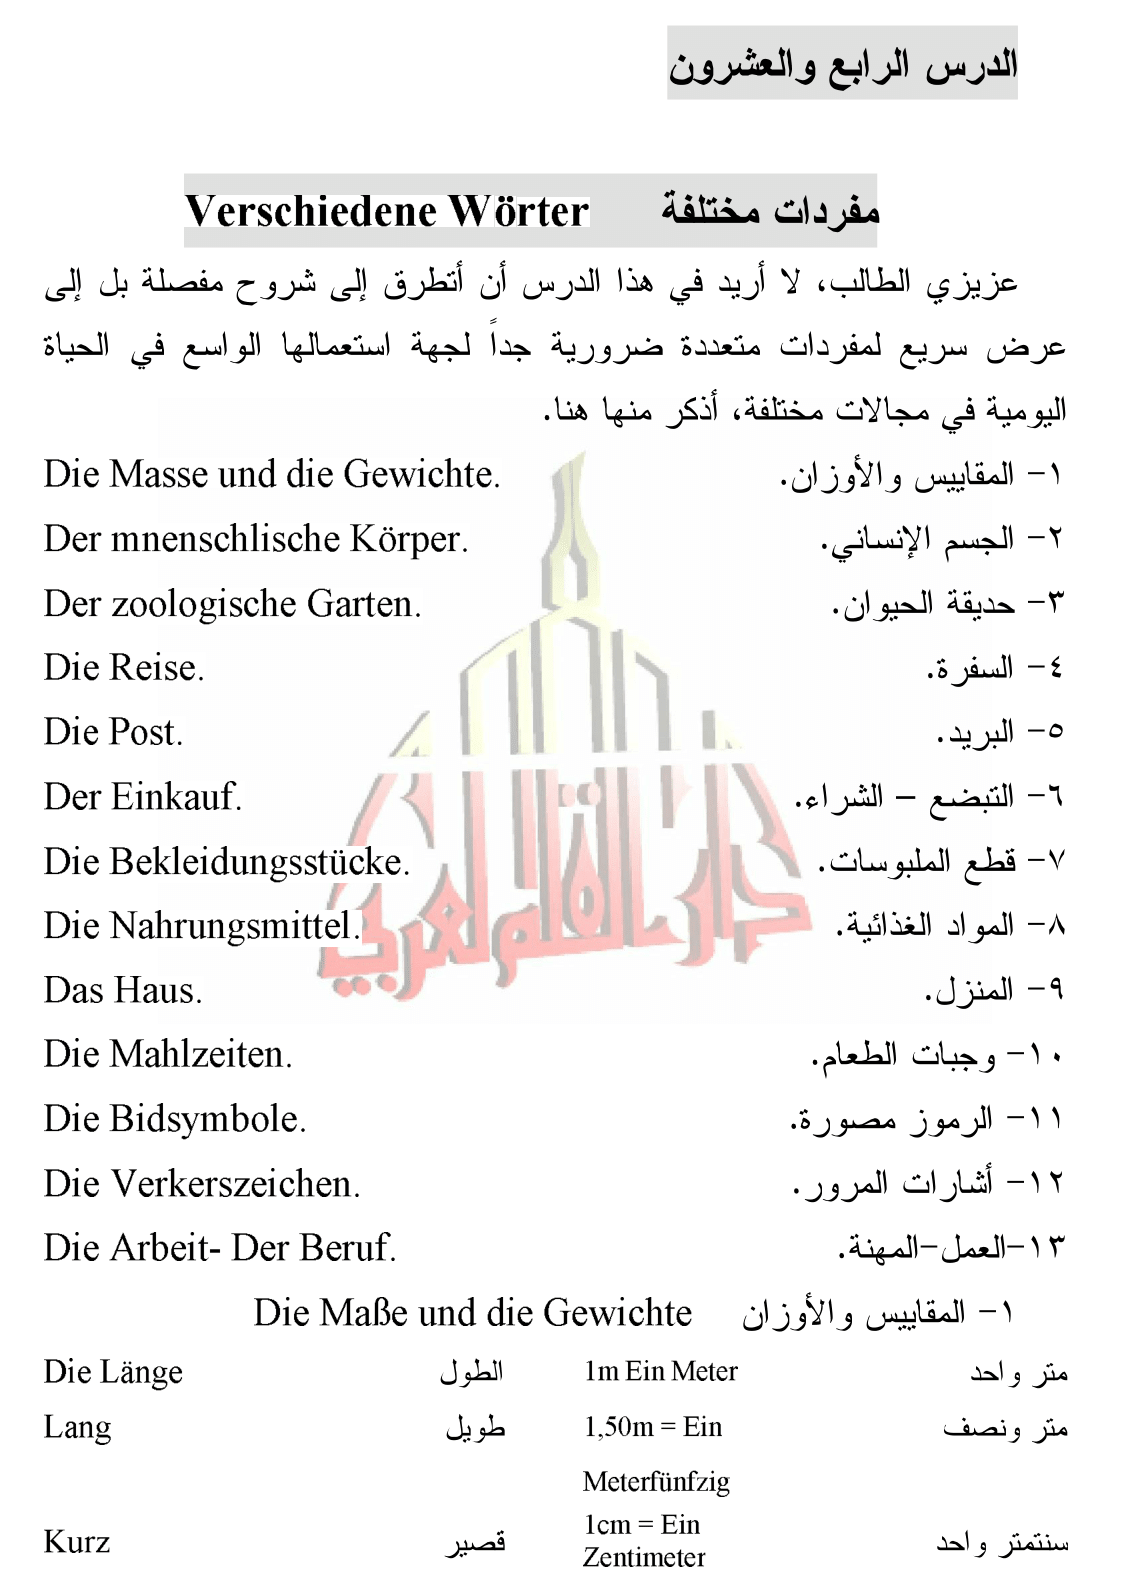 الدرس الرابع والعشرون
مفردات مختلفة Verschiedene Wörter
عزيزي الطالب، لا أريد في هذا الدرس أن أتطرق إلى شروح مفصلة بل إلى
عرض سريع لمفردات متعددة ضرورية جداً لجهة استعمالها الواسع في الحياة
اليومية في مجالات مختلفة، أذكر منها هنا.
١- المقاييس والأوزان. Die Masse und die Gewichte.
٢- الجسم الإنساني. Der mnenschlische Körper.
٣- حديقة الحيوان. Der zoologische Garten.
٤- السفرة. Die Reise.
٥- البريد. Die Post.
٦- التبضع – الشراء. Der Einkauf.
٧- قطع الملبوسات. Die Bekleidungsstücke.
٨- المواد الغذائية. Die Nahrungsmittel.
٩- المنزل. Das Haus.
١٠- وجبات الطعام. Die Mahlzeiten.
١١- الرموز مصورة. Die Bidsymbole.
١٢- أشارات المرور. Die Verkerszeichen.
١٣-العمل-المهنة. Die Arbeit- Der Beruf.
١- المقاييس والأوزان Die Maße und die Gewichte
متر واحد 1m Ein Meter الطول Die Länge
متر ونصف 1,50m = Ein طويل Lang
Meterfünfzig
سنتمتر واحد 1cm = Ein قصير Kurz
Zentimeter
دار القلم العربي